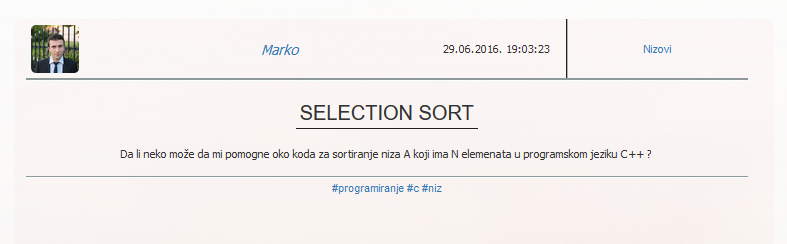 Marko 29.06.2016. 19:03:23 Nizovi
SELECTION SORT
Da li neko može da mi pomogne oko koda za sortiranje niza A koji ima N elemenata u programskom jeziku C++ ?
#programiranje #c #niz